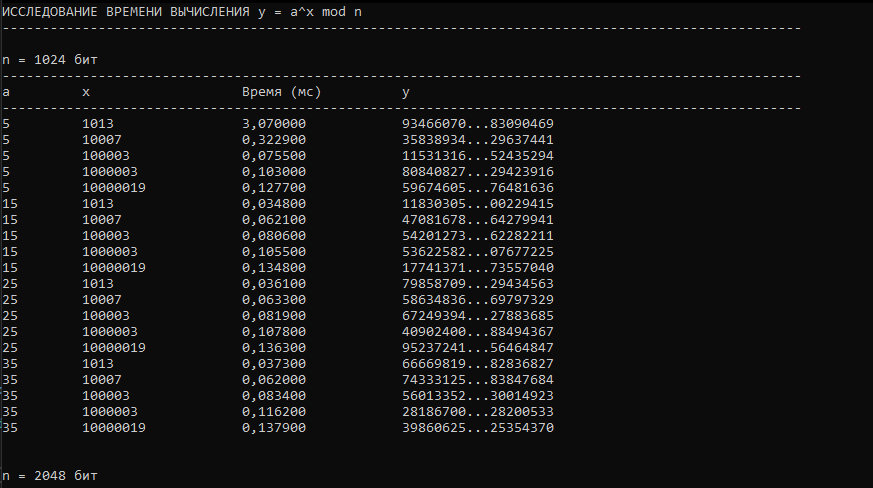 ИССЛЕДОВАНИЕ ВРЕМЕНИ ВЫЧИСЛЕНИЯ y = a^x mod n
----------------------------------------------------------------------------------------------------
n = 1024 бит
----------------------------------------------------------------------------------------------------
a x Время (мс) y
----------------------------------------------------------------------------------------------------
5 1013 3,070000 93466070...83090469
5 10007 0,322900 35838934...29637441
5 100003 0,075500 11531316...52435294
5 1000003 0,103000 80840827...29423916
5 10000019 0,127700 59674605...76481636
15 1013 0,034800 11830305...00229415
15 10007 0,062100 47081678...64279941
15 100003 0,080600 54201273...62282211
15 1000003 0,105500 53622582...07677225
15 10000019 0,134800 17741371...73557040
25 1013 0,036100 79858709...29434563
25 10007 0,063300 58634836...69797329
25 100003 0,081900 67249394...27883685
25 1000003 0,107800 40902400...88494367
25 10000019 0,136300 95237241...56464847
35 1013 0,037300 66669819...82836827
35 10007 0,062000 74333125...83847684
35 100003 0,083400 56013352...30014923
35 1000003 0,116200 28186700...28200533
35 10000019 0,137900 39860625...25354370
n = 2048 бит